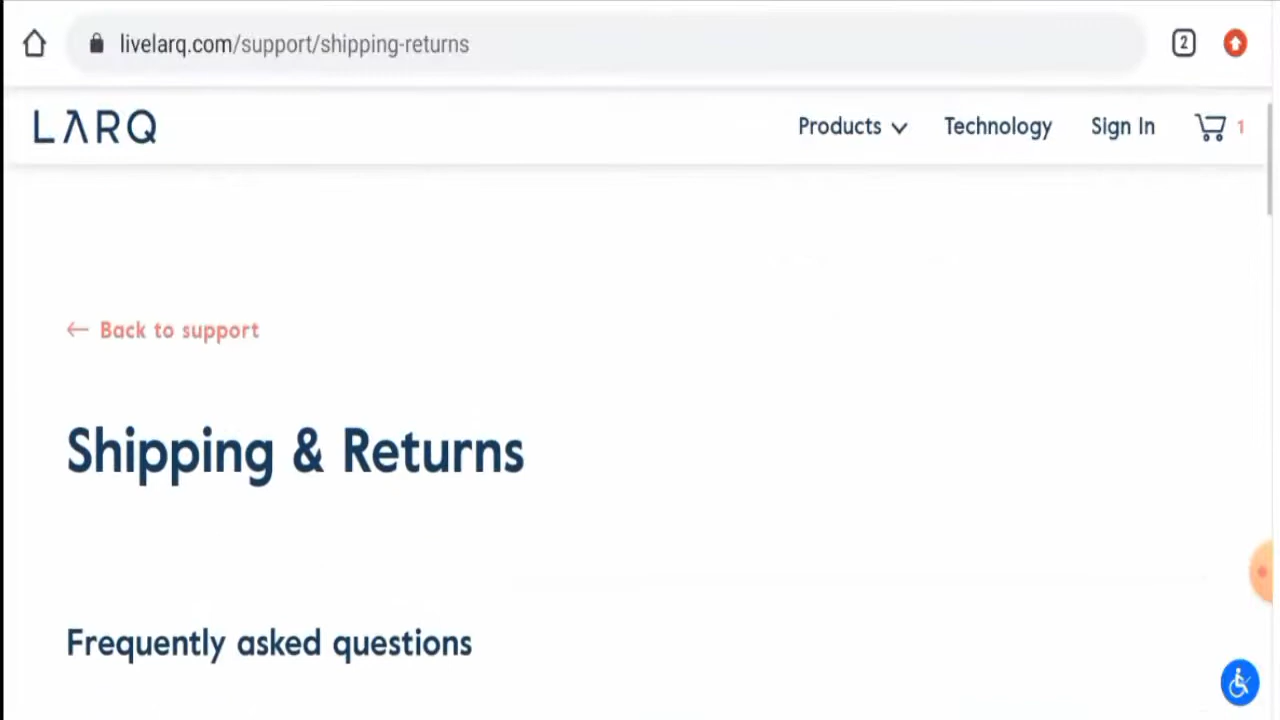 livelarq.com/support/shipping-returns
2
LARQ
Products
Technology
Sign In
1
← Back to support
Shipping & Returns
Frequently asked questions